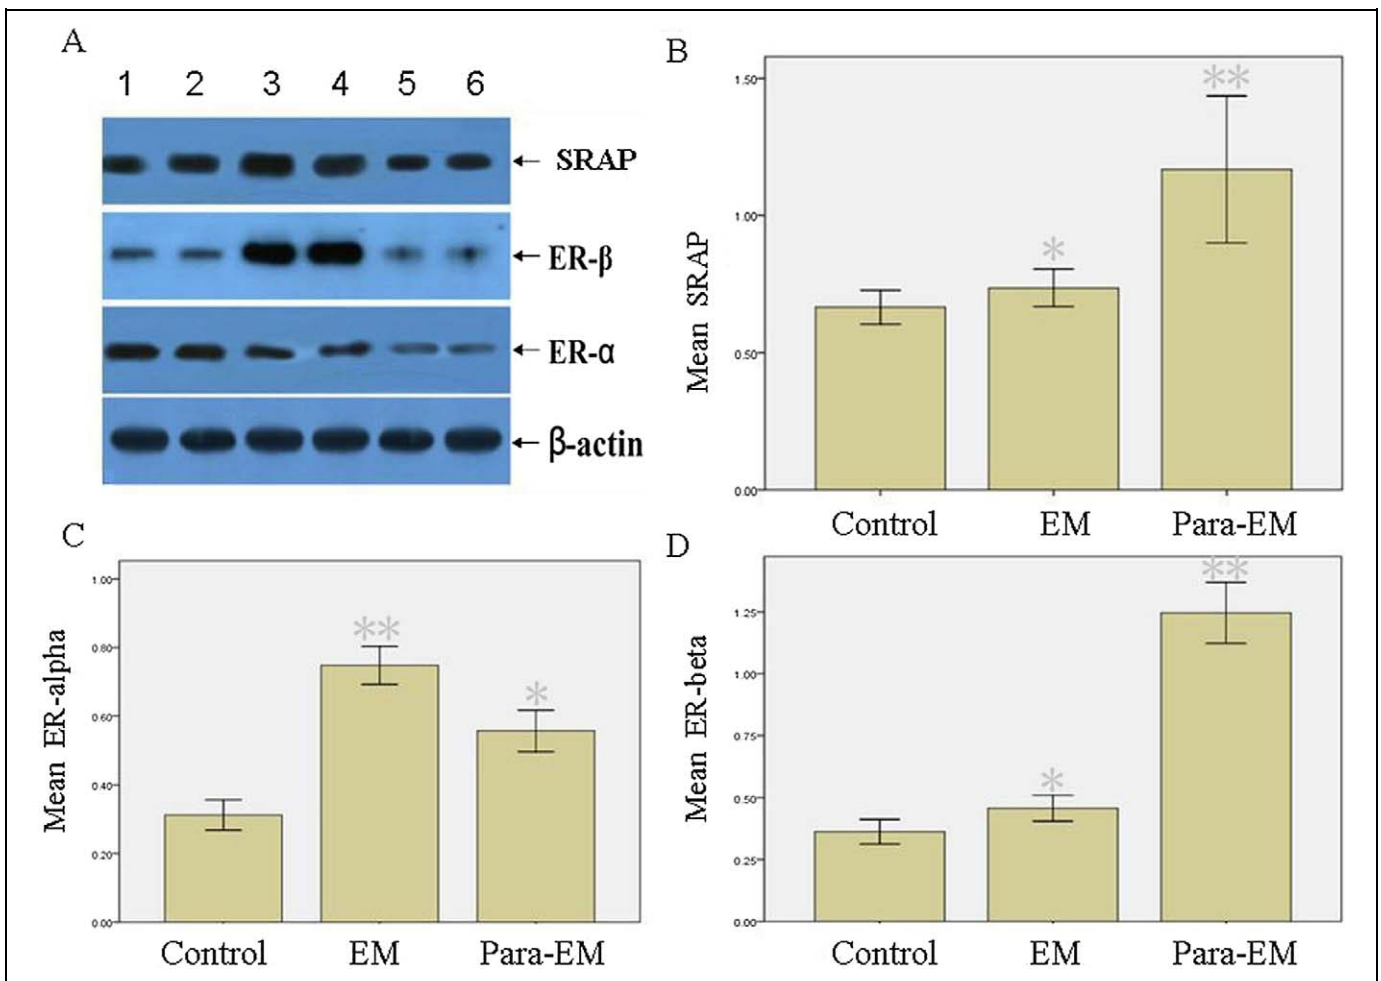 A
1 2 3 4 5 6
SRAP
ER-β
ER-α
β-actin
B
Mean SRAP
1.50
1.00
0.50
0.00
*
**
Control EM Para-EM
C
Mean ER-alpha
1.00
0.80
0.60
0.40
0.20
0.00
**
*
Control EM Para-EM
D
Mean ER-beta
1.25
1.00
0.75
0.50
0.25
0.00
*
**
Control EM Para-EM